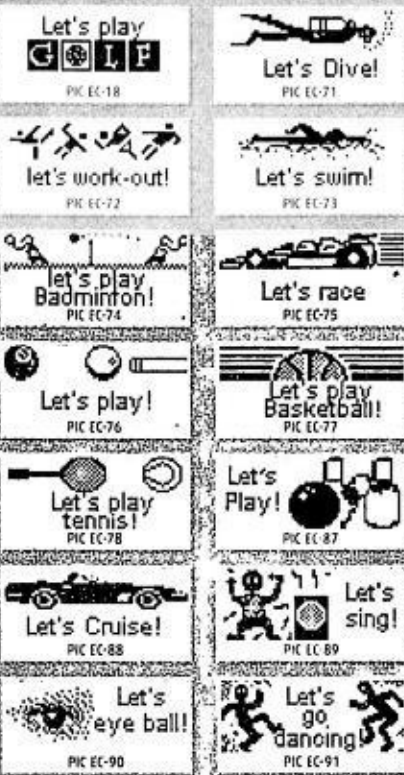 Let's play
GOLF
PIC EC-18
Let's Dive!
PIC EC-71
let's work-out!
PIC EC-72
Let's swim!
PIC EC-73
let's play
Badminton!
PIC EC-74
Let's race
PIC EC-75
Let's play!
PIC EC-76
Let's play
Basketball!
PIC EC-77
Let's play
tennis!
PIC EC-78
Let's
Play!
PIC EC-87
Let's Cruise!
PIC EC-88
Let's
sing!
PIC EC-89
Let's
eye ball!
PIC EC-90
Let's
go
dancing!
PIC EC-91